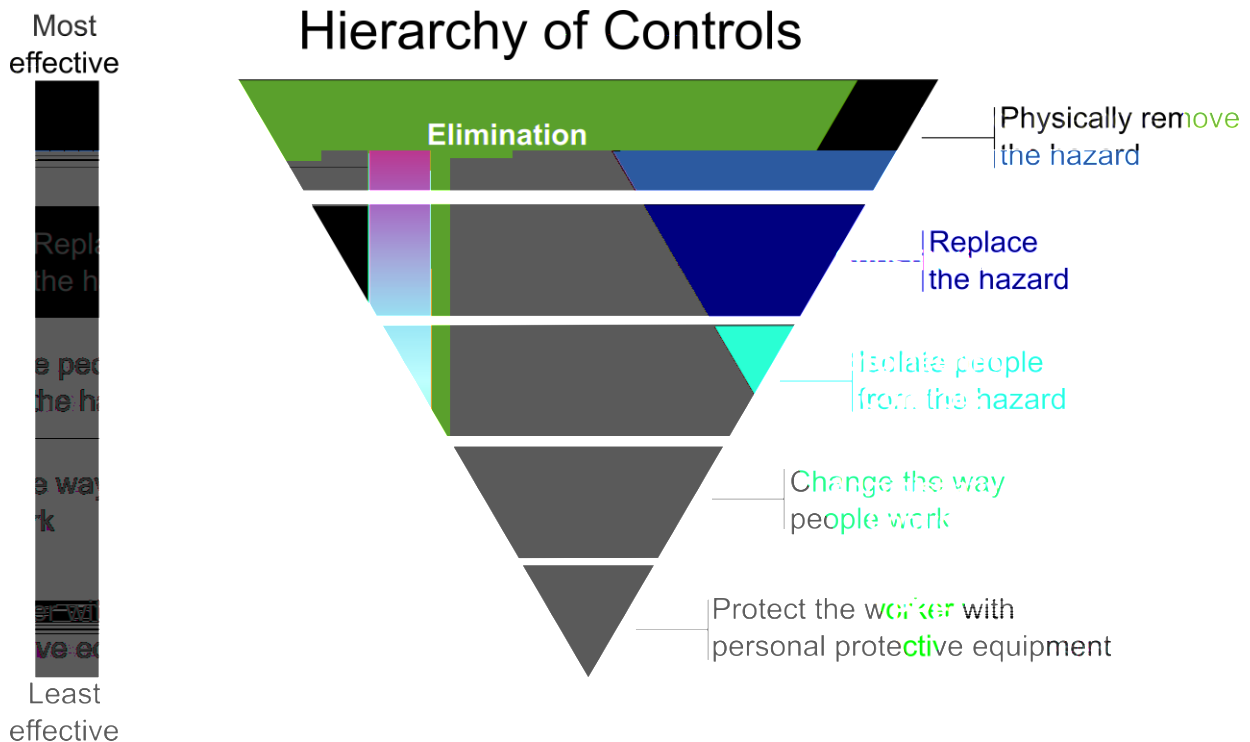 Most
effective
Hierarchy of Controls
Elimination
Physically remove
the hazard
Replace
the hazard
Isolate people
from the hazard
Change the way
people work
Protect the worker with
personal protective equipment
Least
effective